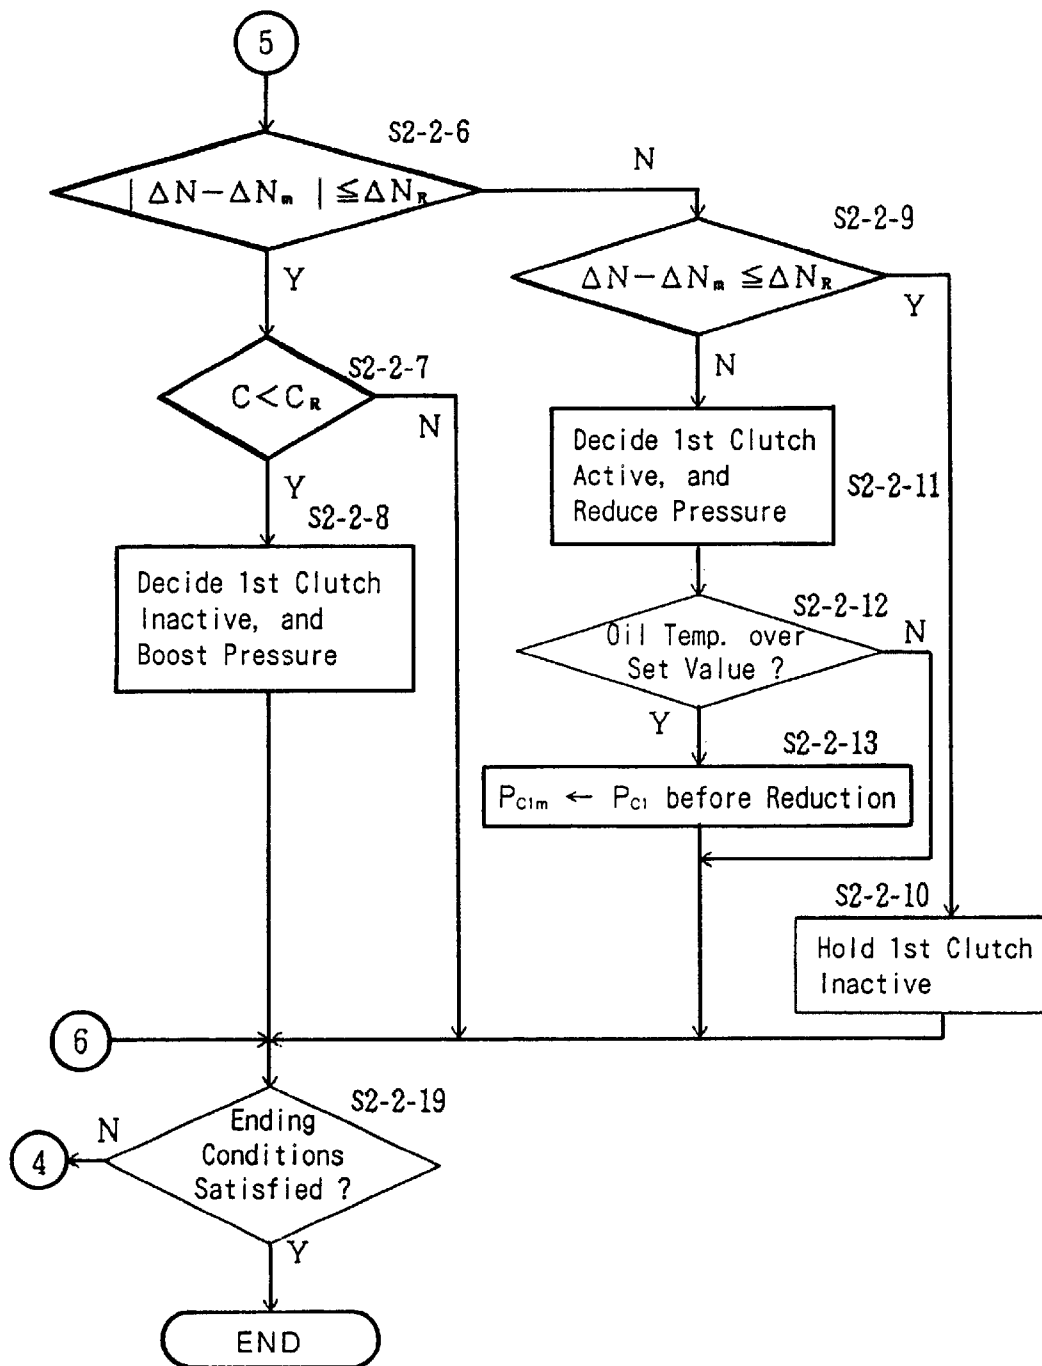 5
S2-2-6
| ΔN−ΔNm | ≦ΔNR
N
Y
S2-2-9
ΔN−ΔNm ≦ΔNR
Y
N
S2-2-7
C<CR
N
Y
S2-2-8
Decide 1st Clutch
Inactive, and
Boost Pressure
Decide 1st Clutch
Active, and
Reduce Pressure
S2-2-11
S2-2-12
Oil Temp. over
Set Value ?
N
Y
S2-2-13
PC1m ← PC1 before Reduction
S2-2-10
Hold 1st Clutch
Inactive
6
S2-2-19
Ending
Conditions
Satisfied ?
N
4
Y
END